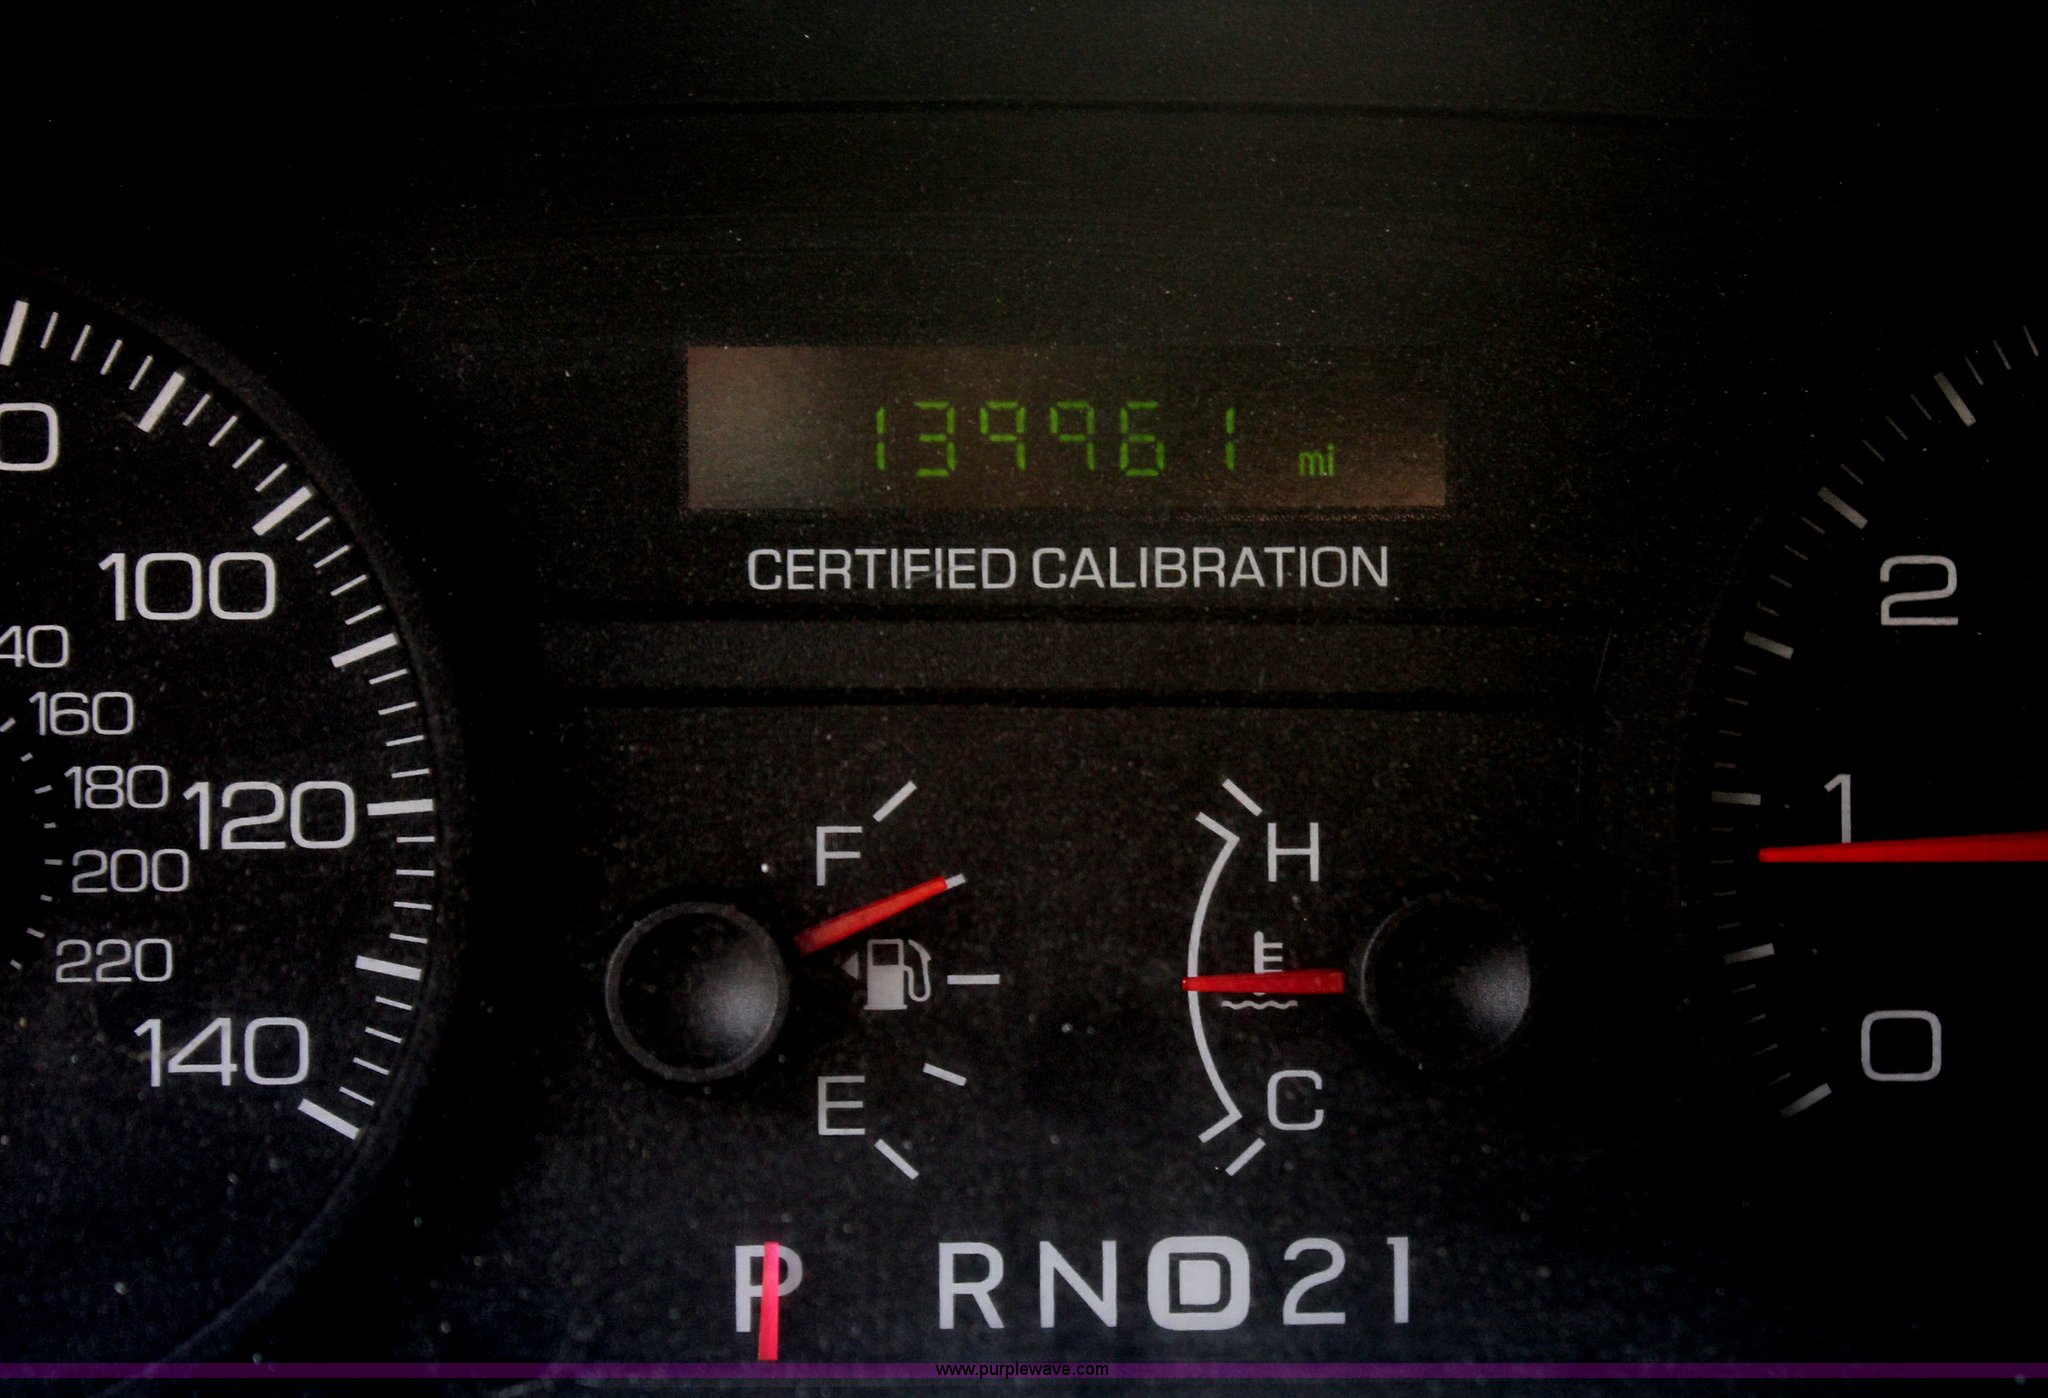 139961 mi
CERTIFIED CALIBRATION
100
160
180
120
200
220
140
F
E
H
C
2
1
0
P R N D 2 1
www.purplewave.com